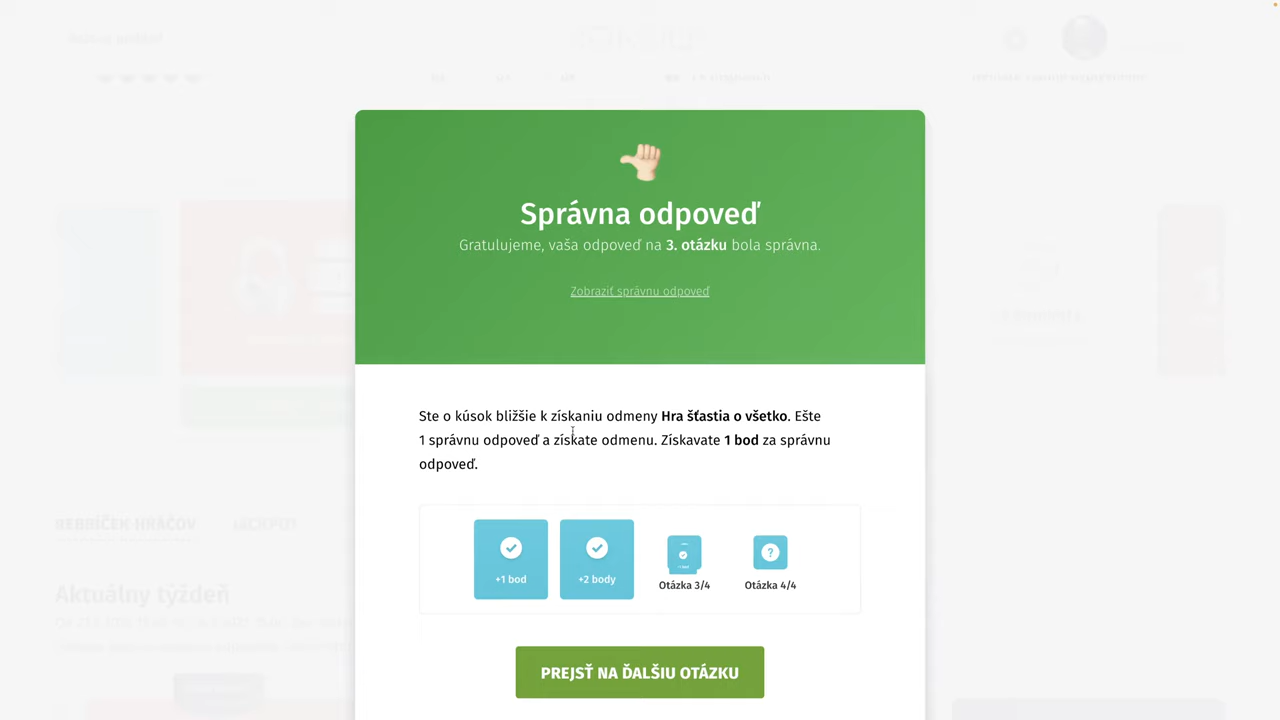 Správna odpoveď
Gratulujeme, vaša odpoveď na 3. otázku bola správna.
Zobraziť správnu odpoveď
Ste o kúsok bližšie k získaniu odmeny Hra šťastia o všetko. Ešte
1 správnu odpoveď a získate odmenu. Získavate 1 bod za správnu
odpoveď.
+1 bod
+2 body
Otázka 3/4
Otázka 4/4
PREJSŤ NA ĎALŠIU OTÁZKU
REBRÍČEK HRÁČOV
JACKPOT
Aktuálny týždeň